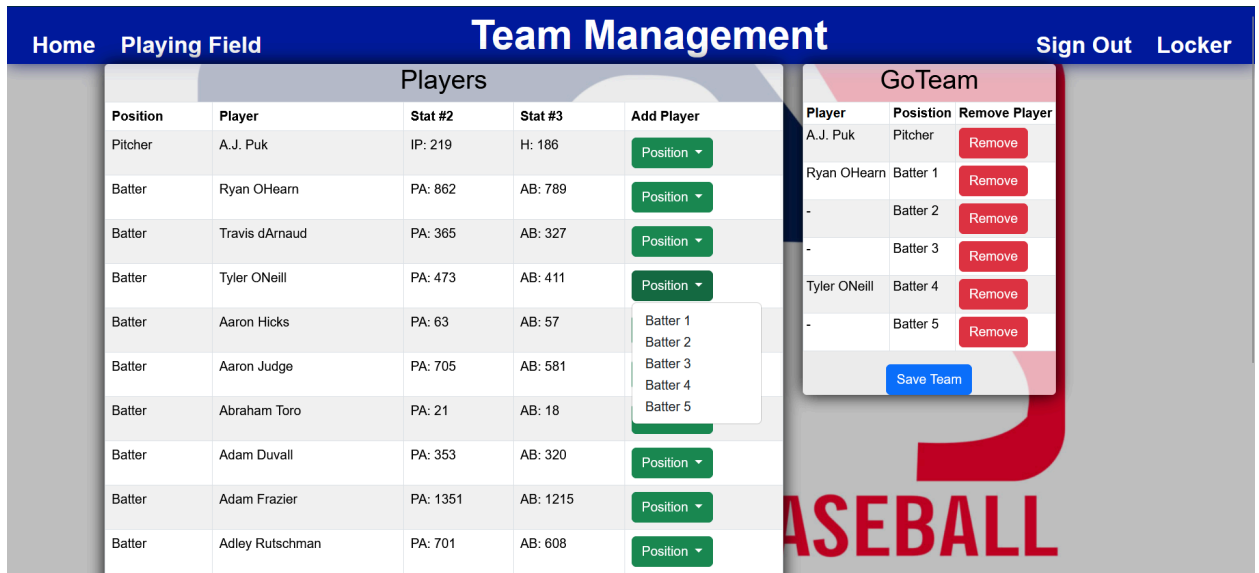 Home Playing Field Team Management Sign Out Locker
Players
Position Player Stat #2 Stat #3 Add Player
Pitcher A.J. Puk IP: 219 H: 186 Position
Batter Ryan OHearn PA: 862 AB: 789 Position
Batter Travis dArnaud PA: 365 AB: 327 Position
Batter Tyler ONeill PA: 473 AB: 411 Position
Batter 1
Batter 2
Batter 3
Batter 4
Batter 5
Batter Aaron Hicks PA: 63 AB: 57
Batter Aaron Judge PA: 705 AB: 581
Batter Abraham Toro PA: 21 AB: 18
Batter Adam Duvall PA: 353 AB: 320 Position
Batter Adam Frazier PA: 1351 AB: 1215 Position
Batter Adley Rutschman PA: 701 AB: 608 Position
GoTeam
Player Posistion Remove Player
A.J. Puk Pitcher Remove
Ryan OHearn Batter 1 Remove
- Batter 2 Remove
- Batter 3 Remove
Tyler ONeill Batter 4 Remove
- Batter 5 Remove
Save Team
ASEBALL